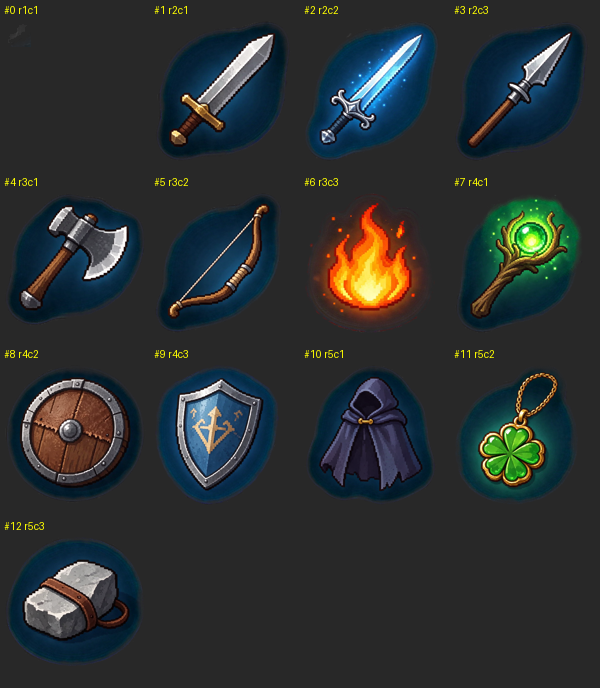 #0 r1c1
#1 r2c1
#2 r2c2
#3 r2c3
#4 r3c1
#5 r3c2
#6 r3c3
#7 r4c1
#8 r4c2
#9 r4c3
#10 r5c1
#11 r5c2
#12 r5c3